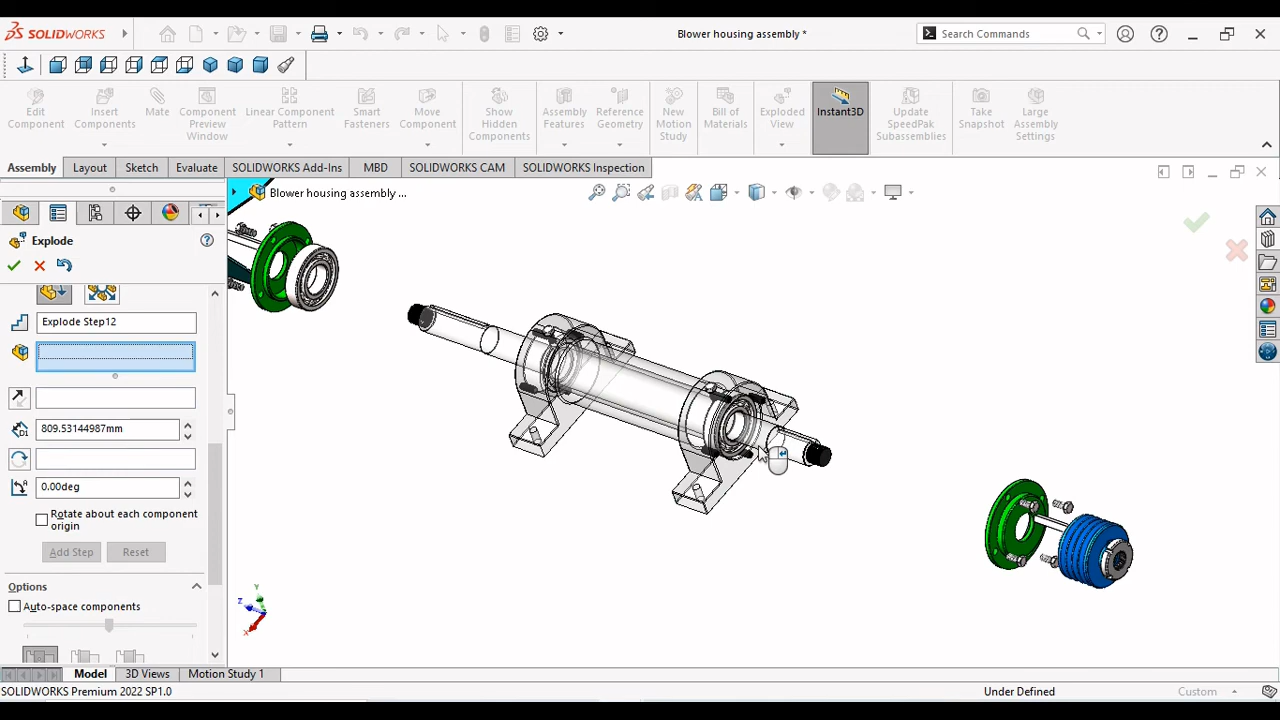 SOLIDWORKS
Blower housing assembly *
Search Commands
Edit Component
Insert Components
Mate
Component Preview Window
Linear Component Pattern
Smart Fasteners
Move Component
Show Hidden Components
Assembly Features
Reference Geometry
New Motion Study
Bill of Materials
Exploded View
Instant3D
Update SpeedPak Subassemblies
Take Snapshot
Large Assembly Settings
Assembly
Layout
Sketch
Evaluate
SOLIDWORKS Add-Ins
MBD
SOLIDWORKS CAM
SOLIDWORKS Inspection
Blower housing assembly ...
Explode
Explode Step12
809.53144987mm
0.00deg
Rotate about each component
origin
Add Step
Reset
Options
Auto-space components
Y
Z
X
Model
3D Views
Motion Study 1
SOLIDWORKS Premium 2022 SP1.0
Under Defined
Custom